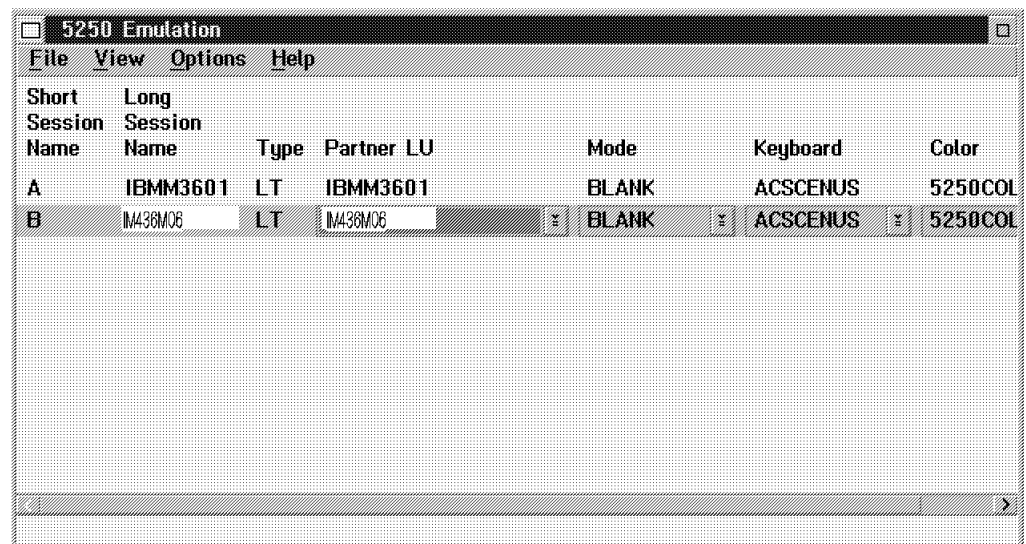 5250 Emulation
File View Options Help
Short Long
Session Session
Name Name Type Partner LU Mode Keyboard Color
A IBMM3601 LT IBMM3601 BLANK ACSCENUS 5250COL
B IM436M06 LT IM436M06 BLANK ACSCENUS 5250COL